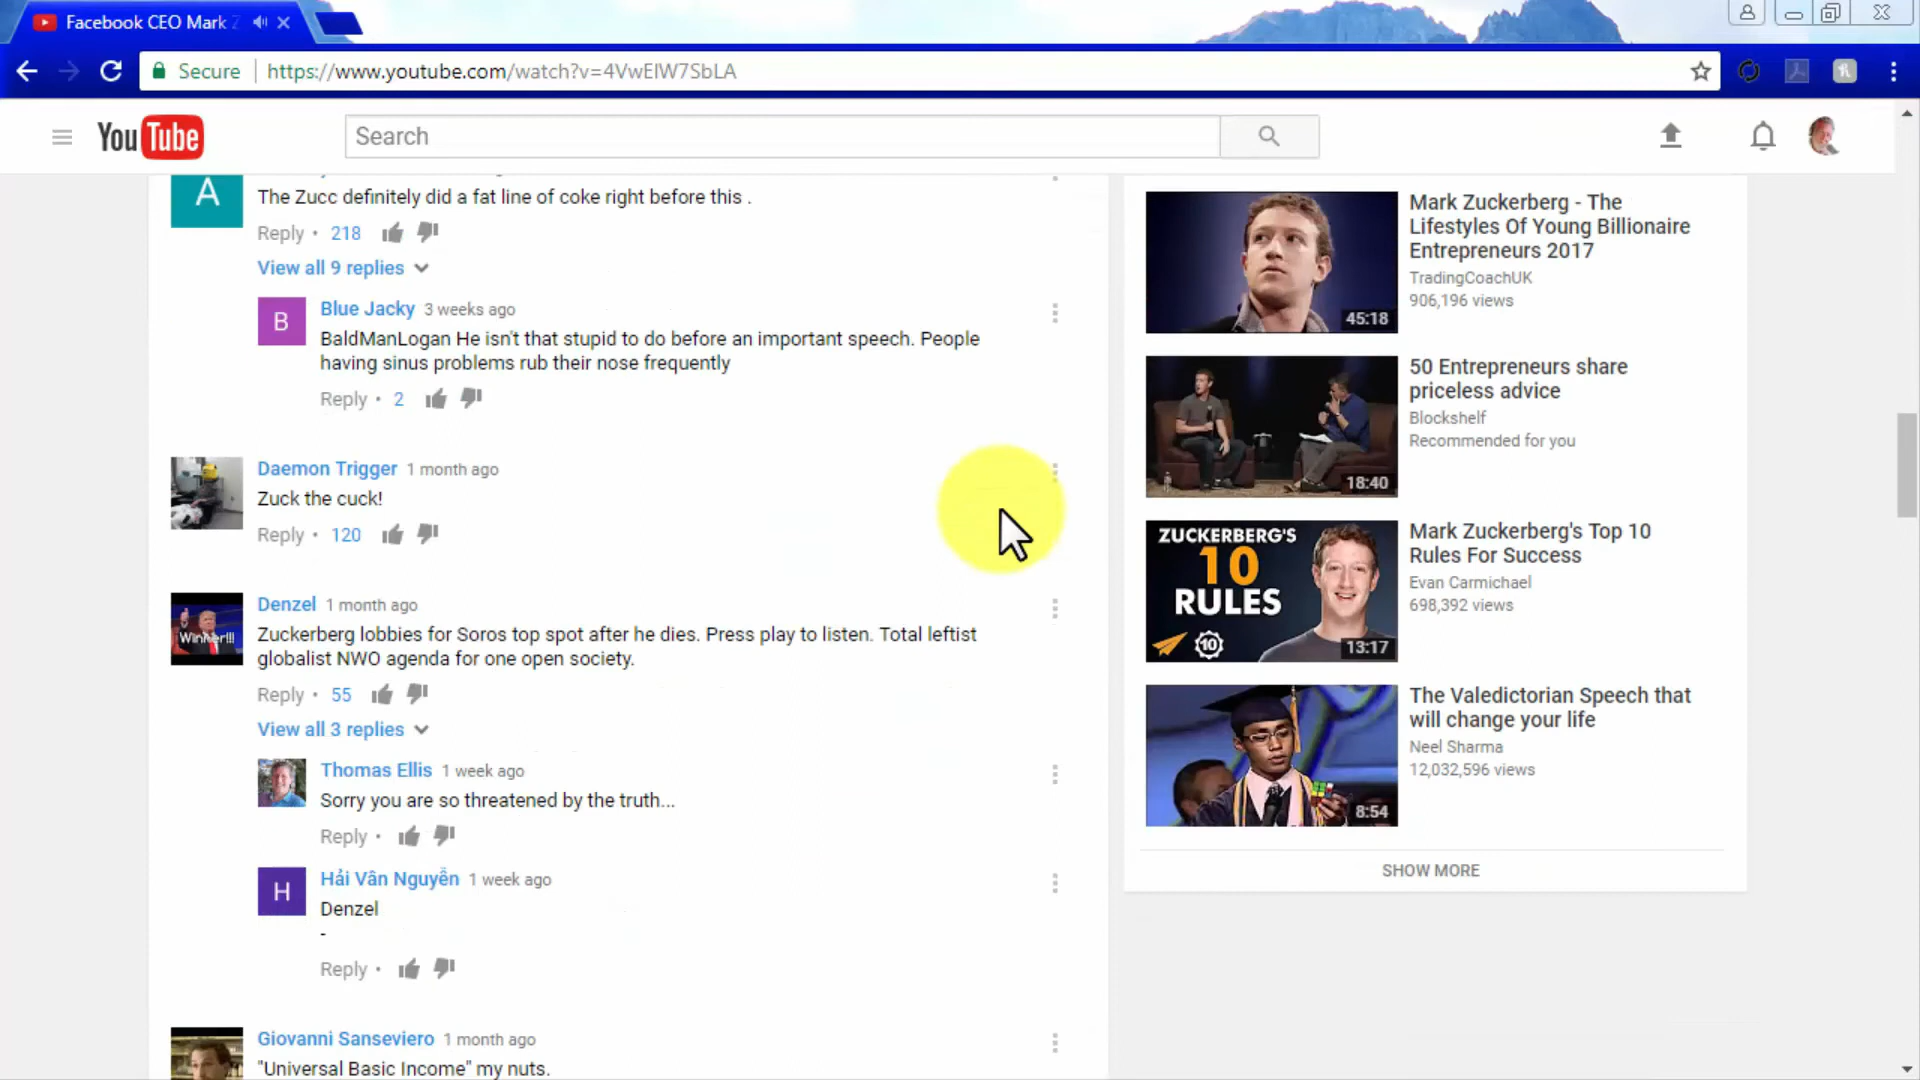 Facebook CEO Mark Z
Secure https://www.youtube.com/watch?v=4VwElW7SbLA
YouTube
Search
A
The Zucc definitely did a fat line of coke right before this .
Reply • 218
View all 9 replies
B
Blue Jacky 3 weeks ago
BaldManLogan He isn't that stupid to do before an important speech. People
having sinus problems rub their nose frequently
Reply • 2
Daemon Trigger 1 month ago
Zuck the cuck!
Reply • 120
Winner!!!
Denzel 1 month ago
Zuckerberg lobbies for Soros top spot after he dies. Press play to listen. Total leftist
globalist NWO agenda for one open society.
Reply • 55
View all 3 replies
Thomas Ellis 1 week ago
Sorry you are so threatened by the truth...
Reply •
H
Hải Vân Nguyễn 1 week ago
Denzel
-
Reply •
Giovanni Sanseviero 1 month ago
"Universal Basic Income" my nuts.
45:18
Mark Zuckerberg - The
Lifestyles Of Young Billionaire
Entrepreneurs 2017
TradingCoachUK
906,196 views
18:40
50 Entrepreneurs share
priceless advice
Blockshelf
Recommended for you
ZUCKERBERG'S
10
RULES
10
13:17
Mark Zuckerberg's Top 10
Rules For Success
Evan Carmichael
698,392 views
8:54
The Valedictorian Speech that
will change your life
Neel Sharma
12,032,596 views
SHOW MORE